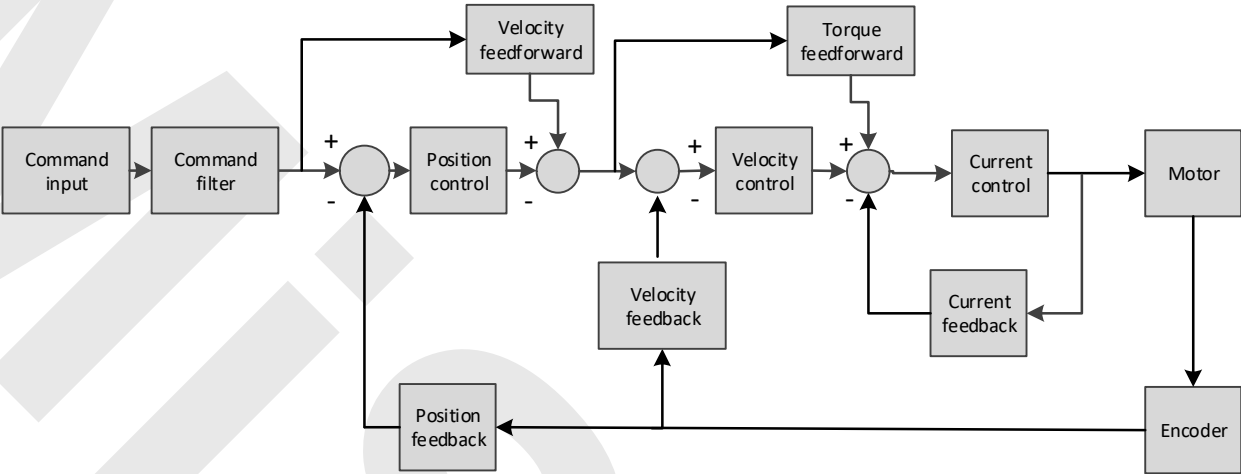 Velocity
feedforward
Torque
feedforward
Command
input
Command
filter
+
-
Position
control
+
-
+
-
Velocity
control
+
-
Current
control
Motor
Velocity
feedback
Current
feedback
Position
feedback
Encoder